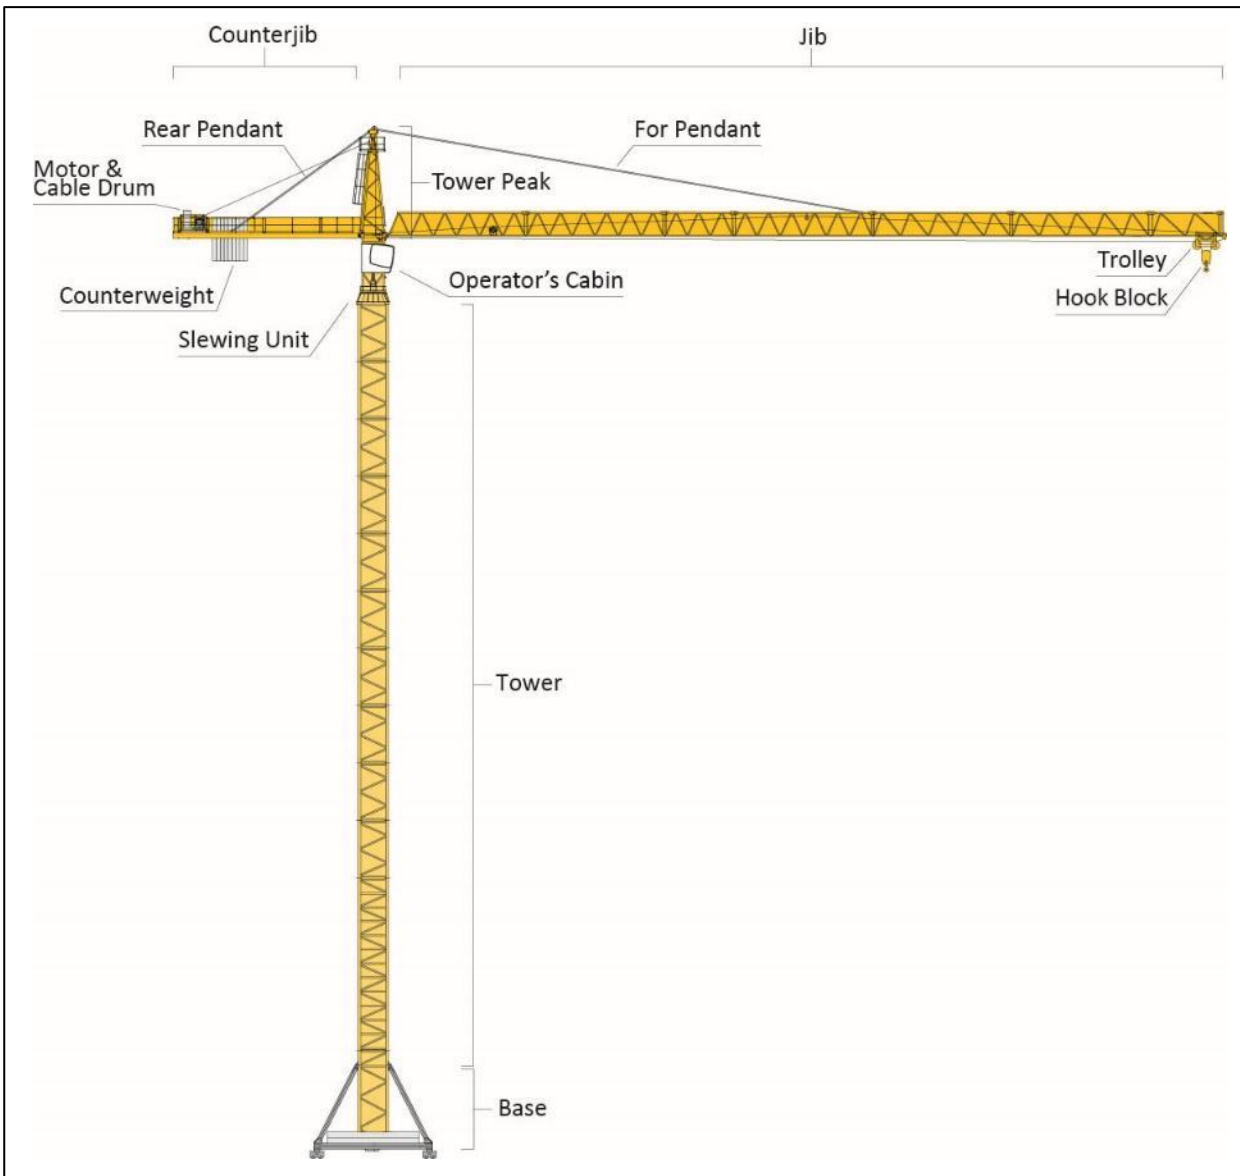 Counterjib
Jib
Rear Pendant
For Pendant
Motor &
Cable Drum
Tower Peak
Trolley
Operator’s Cabin
Counterweight
Hook Block
Slewing Unit
Tower
Base